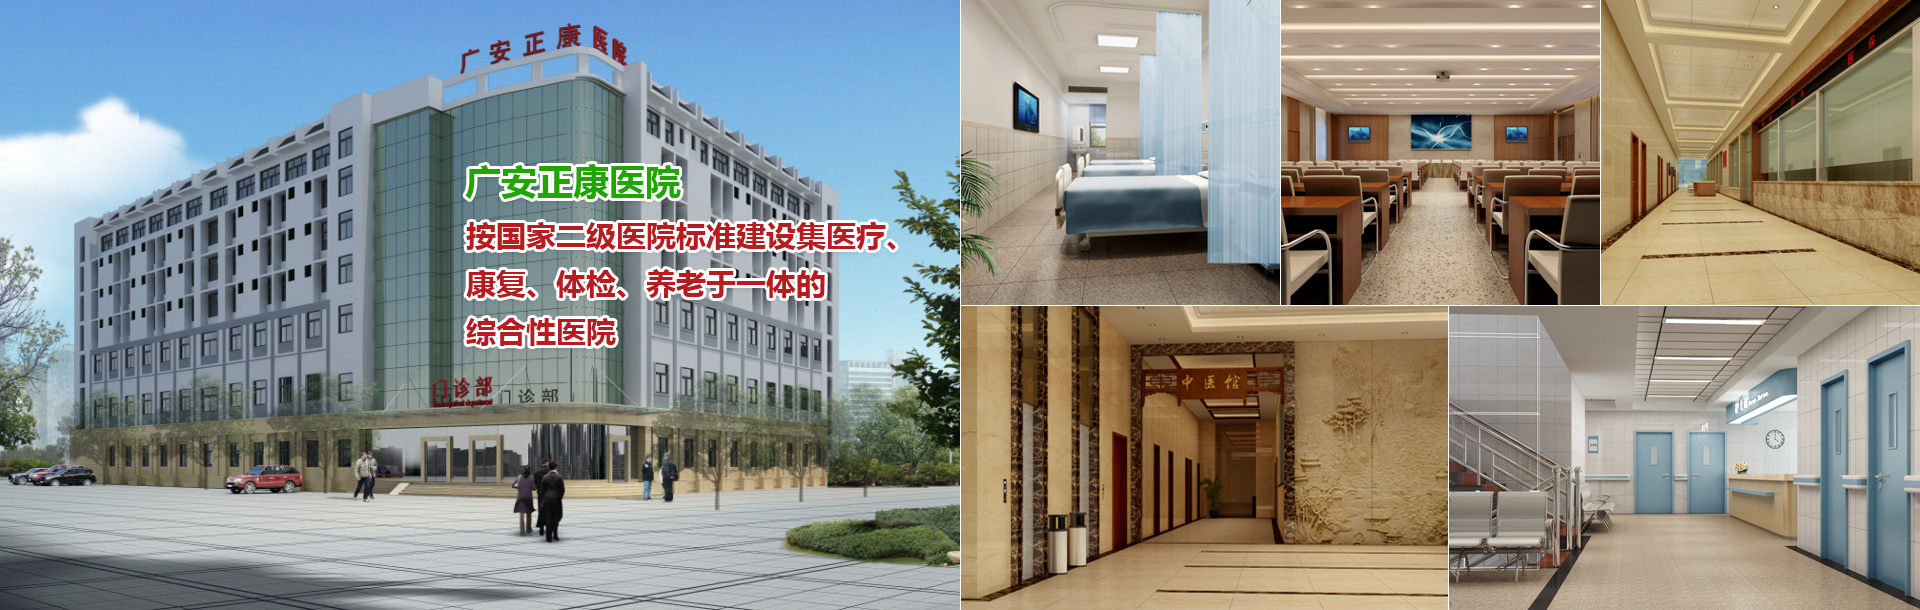 广安正康医院
广安正康医院
按国家二级医院标准建设集医疗、
康复、体检、养老于一体的
综合性医院
门诊部
门诊部
中医馆